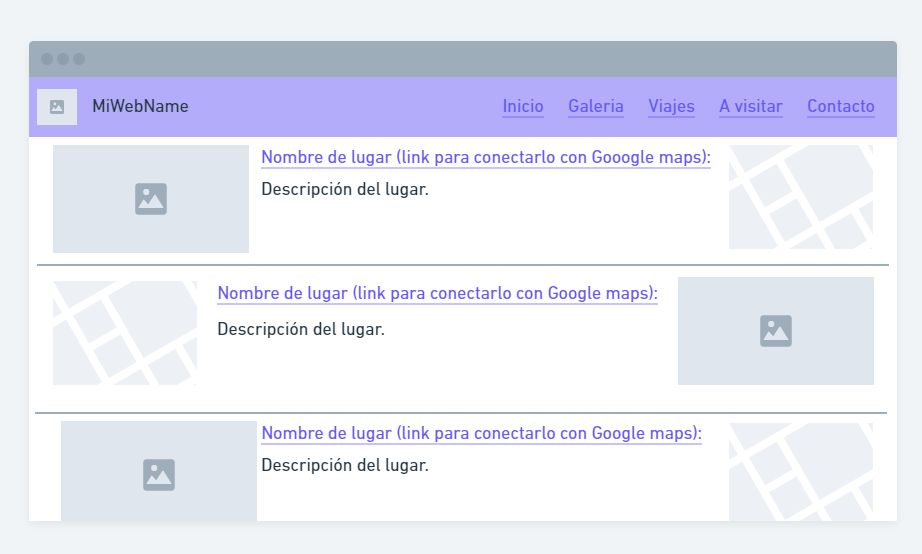 MiWebName
Inicio Galeria Viajes A visitar Contacto
Nombre de lugar (link para conectarlo con Gooogle maps):
Descripción del lugar.
Nombre de lugar (link para conectarlo con Google maps):
Descripción del lugar.
Nombre de lugar (link para conectarlo con Google maps):
Descripción del lugar.